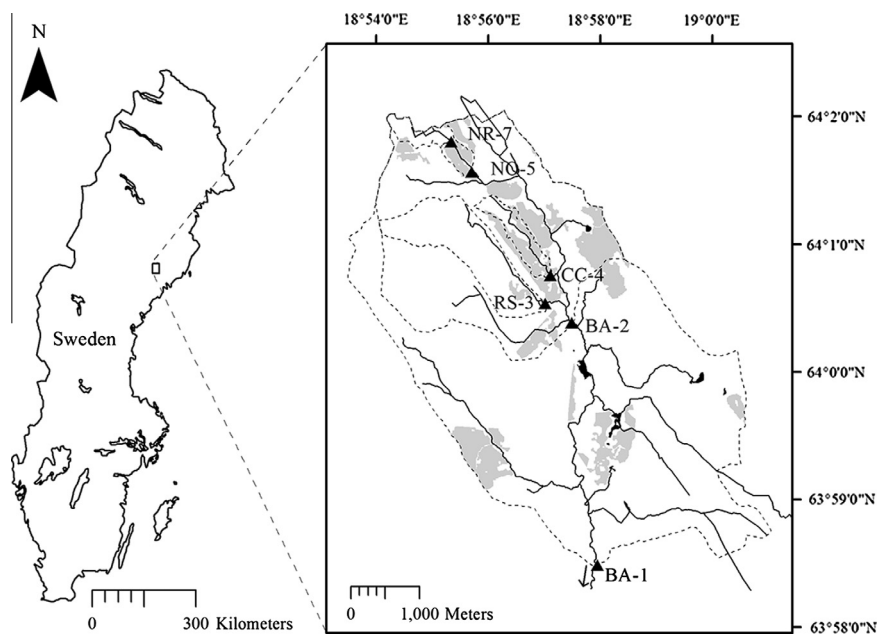 18°54'0"E 18°56'0"E 18°58'0"E 19°0'0"E
N
64°2'0"N
NR-7
NO-5
64°1'0"N
CC-4
RS-3
BA-2
Sweden
64°0'0"N
63°59'0"N
BA-1
0 300 Kilometers
0 1,000 Meters
63°58'0"N